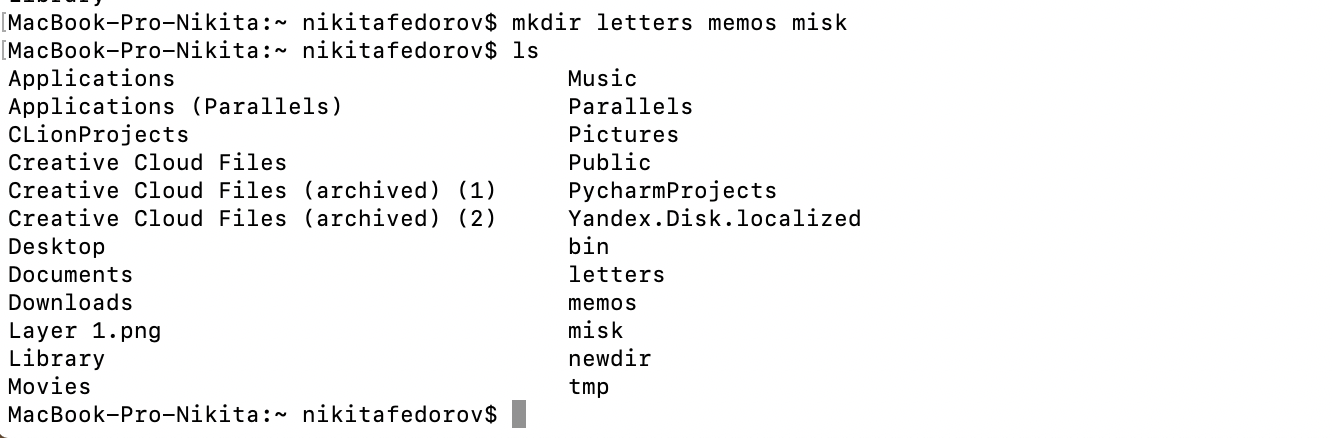 [MacBook-Pro-Nikita:~ nikitafedorov$ mkdir letters memos misk
[MacBook-Pro-Nikita:~ nikitafedorov$ ls
Applications Music
Applications (Parallels) Parallels
CLionProjects Pictures
Creative Cloud Files Public
Creative Cloud Files (archived) (1) PycharmProjects
Creative Cloud Files (archived) (2) Yandex.Disk.localized
Desktop bin
Documents letters
Downloads memos
Layer 1.png misk
Library newdir
Movies tmp
MacBook-Pro-Nikita:~ nikitafedorov$